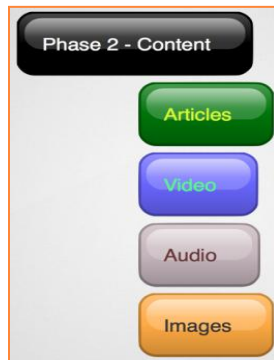 Phase 2 - Content
Articles
Video
Audio
Images